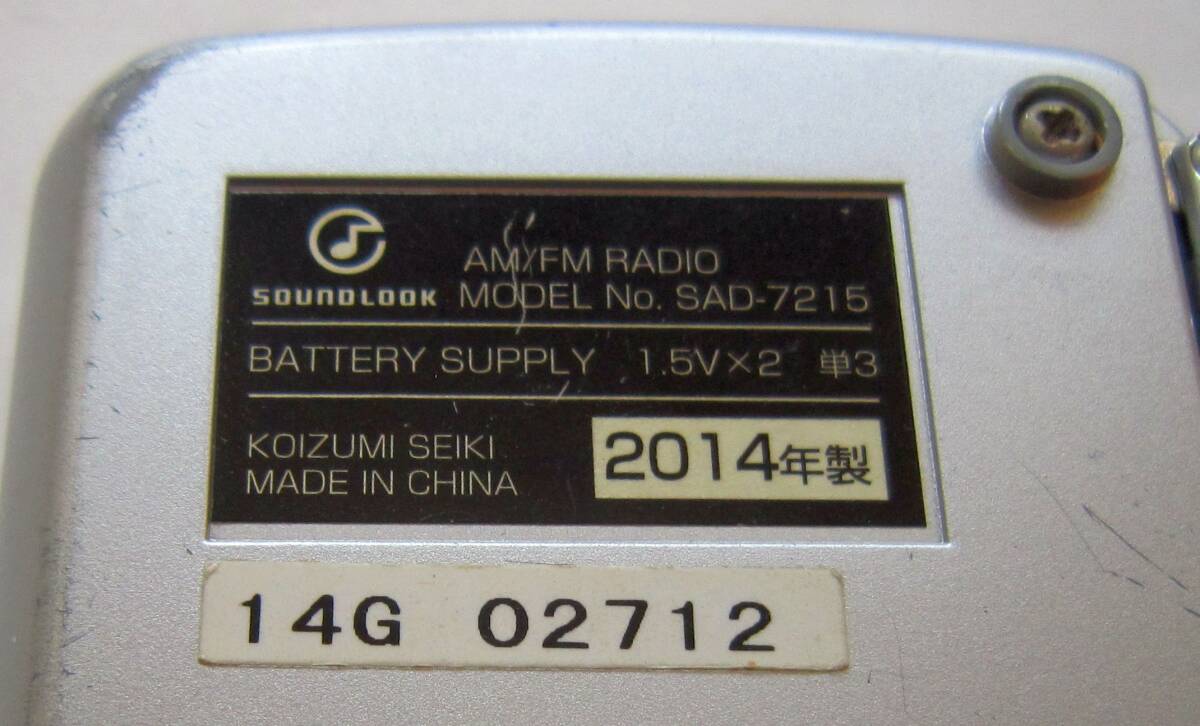 AM/FM RADIO
SOUNDLOOK MODEL No. SAD-7215
BATTERY SUPPLY 1.5V×2 単3
KOIZUMI SEIKI
MADE IN CHINA
2014年製
14G 02712